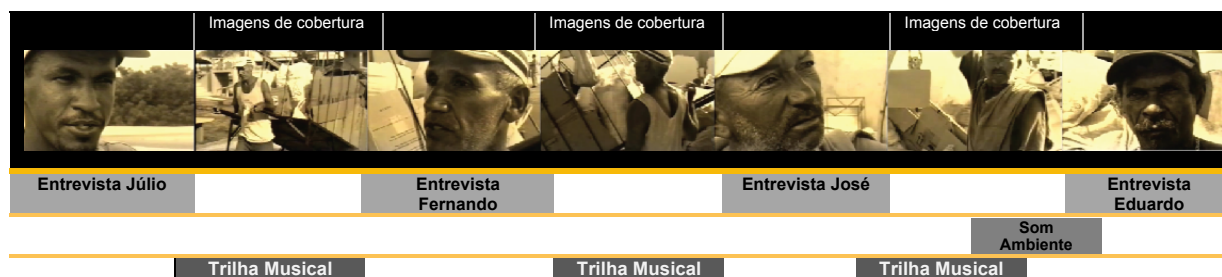 Imagens de cobertura
Imagens de cobertura
Imagens de cobertura
Entrevista Júlio
Entrevista
Fernando
Entrevista José
Entrevista
Eduardo
Som
Ambiente
Trilha Musical
Trilha Musical
Trilha Musical